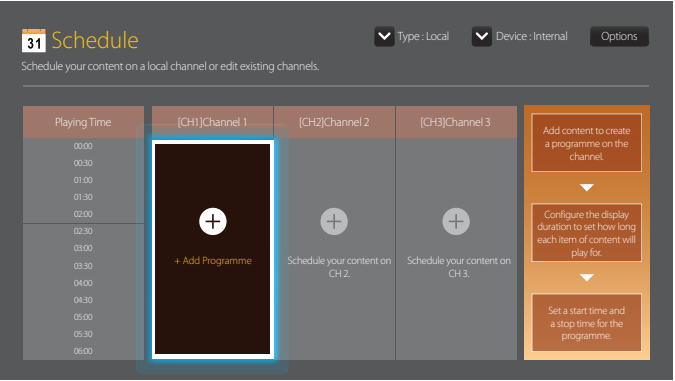 31 Schedule
Type : Local
Device : Internal
Options
Schedule your content on a local channel or edit existing channels.
Playing Time
[CH1]Channel 1
[CH2]Channel 2
[CH3]Channel 3
00:00
00:30
01:00
01:30
02:00
02:30
03:00
03:30
04:00
04:30
05:00
05:30
06:00
+ Add Programme
Schedule your content on
CH 2.
Schedule your content on
CH 3.
Add content to create
a programme on the
channel.
Configure the display
duration to set how long
each item of content will
play for.
Set a start time and
a stop time for the
programme.